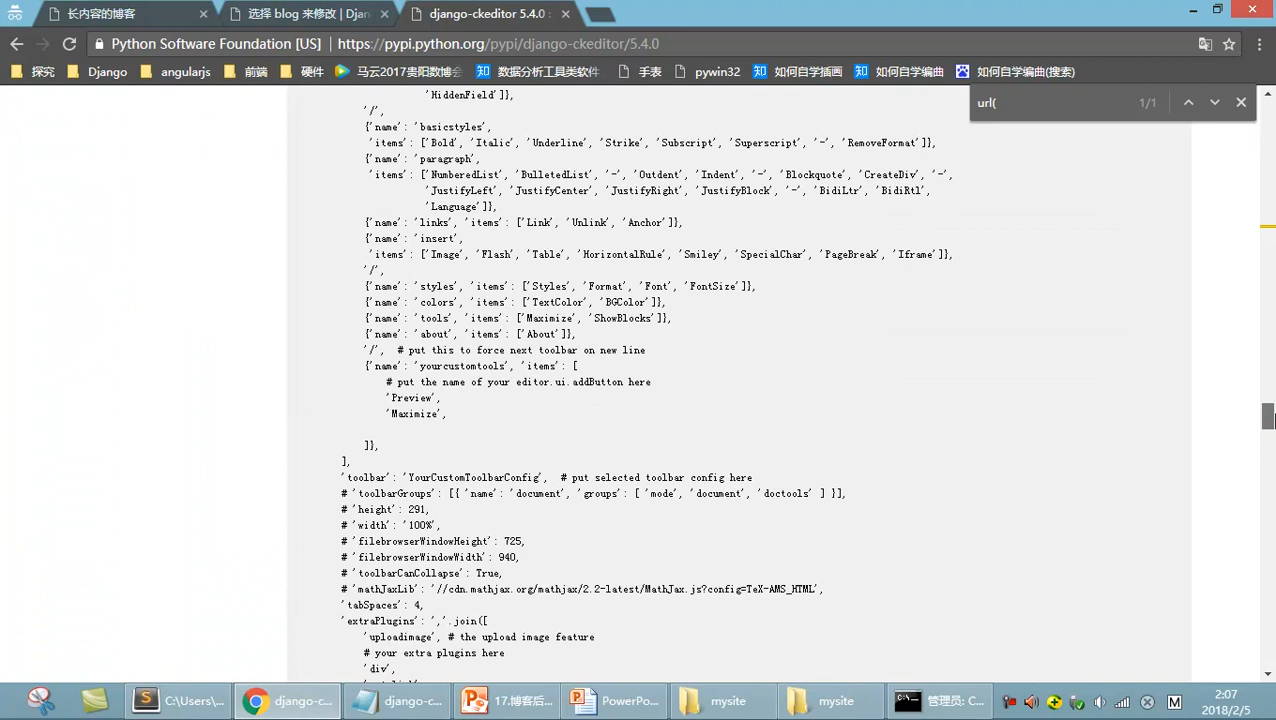 长内容的博客
选择 blog 来修改 | Djan
django-ckeditor 5.4.0 :
Python Software Foundation [US]
https://pypi.python.org/pypi/django-ckeditor/5.4.0
探究
Django
angularjs
前端
硬件
马云2017贵阳数博会
数据分析工具类软件
手表
pywin32
如何自学插画
如何自学编曲
如何自学编曲(搜索)
url(
1/1
'HiddenField']},
'/',
{'name': 'basicstyles',
'items': ['Bold', 'Italic', 'Underline', 'Strike', 'Subscript', 'Superscript', '-', 'RemoveFormat']},
{'name': 'paragraph',
'items': ['NumberedList', 'BulletedList', '-', 'Outdent', 'Indent', '-', 'Blockquote', 'CreateDiv', '-',
'JustifyLeft', 'JustifyCenter', 'JustifyRight', 'JustifyBlock', '-', 'BidiLtr', 'BidiRtl',
'Language']},
{'name': 'links', 'items': ['Link', 'Unlink', 'Anchor']},
{'name': 'insert',
'items': ['Image', 'Flash', 'Table', 'HorizontalRule', 'Smiley', 'SpecialChar', 'PageBreak', 'Iframe']},
'/',
{'name': 'styles', 'items': ['Styles', 'Format', 'Font', 'FontSize']},
{'name': 'colors', 'items': ['TextColor', 'BGColor']},
{'name': 'tools', 'items': ['Maximize', 'ShowBlocks']},
{'name': 'about', 'items': ['About']},
'/',  # put this to force next toolbar on new line
{'name': 'yourcustomtools', 'items': [
# put the name of your editor.ui.addButton here
'Preview',
'Maximize',
]},
],
'toolbar': 'YourCustomToolbarConfig',  # put selected toolbar config here
# 'toolbarGroups': [{ 'name': 'document', 'groups': [ 'mode', 'document', 'doctools' ] }],
# 'height': 291,
# 'width': '100%',
# 'filebrowserWindowHeight': 725,
# 'filebrowserWindowWidth': 940,
# 'toolbarCanCollapse': True,
# 'mathJaxLib': '//cdn.mathjax.org/mathjax/2.2-latest/MathJax.js?config=TeX-AMS_HTML',
'tabSpaces': 4,
'extraPlugins': ','.join([
'uploadimage', # the upload image feature
# your extra plugins here
'div',
C:\Users\...
django-c...
django-c...
17.博客后...
PowerPo...
mysite
mysite
管理员: C...
M
2:07
2018/2/5